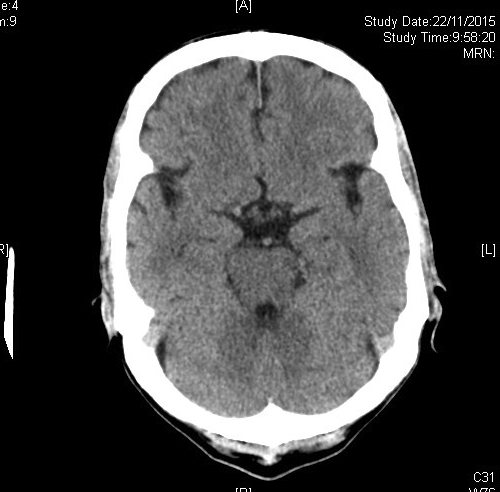 e:4
m:9
[A]
Study Date:22/11/2015
Study Time:9:58:20
MRN:
R]
[L]
C31